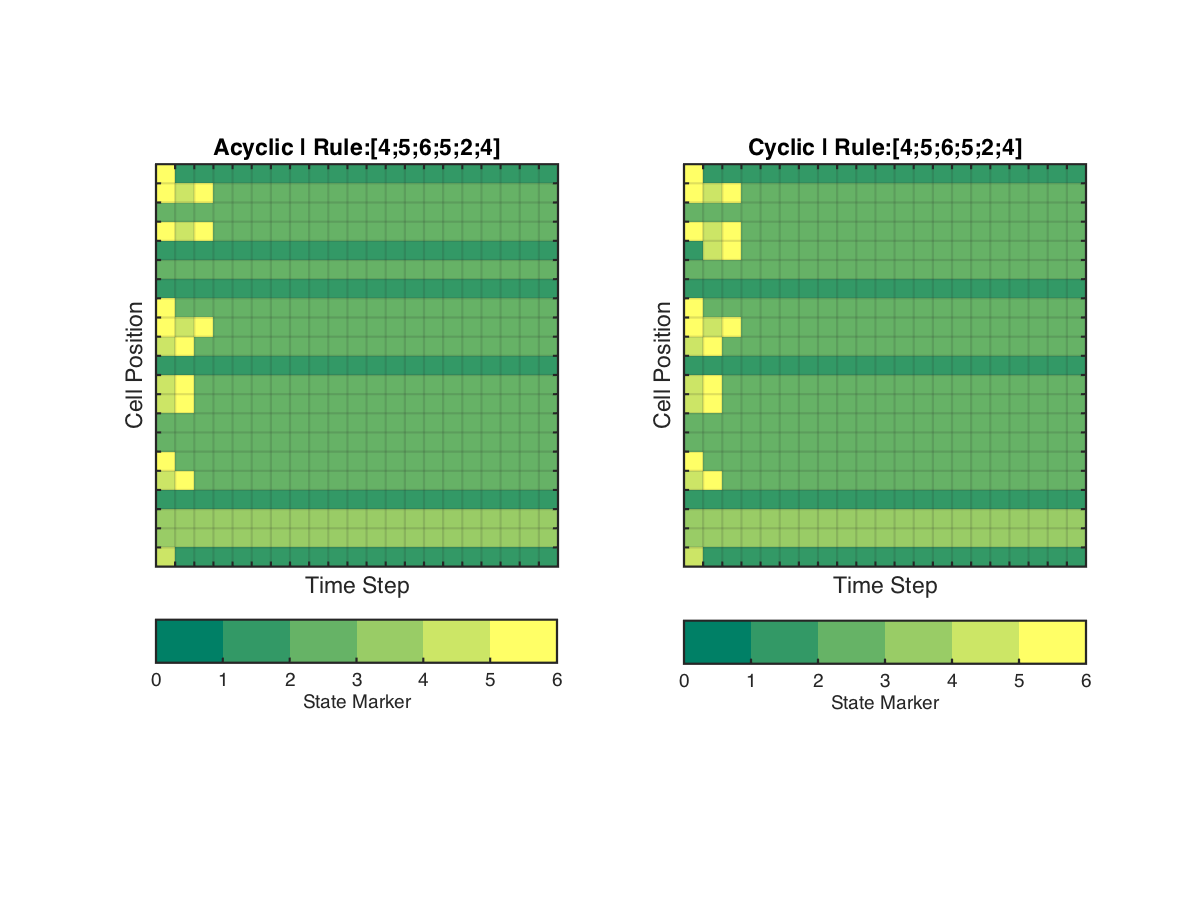 Acyclic | Rule:[4;5;6;5;2;4]
Cell Position
Time Step
0 1 2 3 4 5 6
State Marker
Cyclic | Rule:[4;5;6;5;2;4]
Cell Position
Time Step
0 1 2 3 4 5 6
State Marker